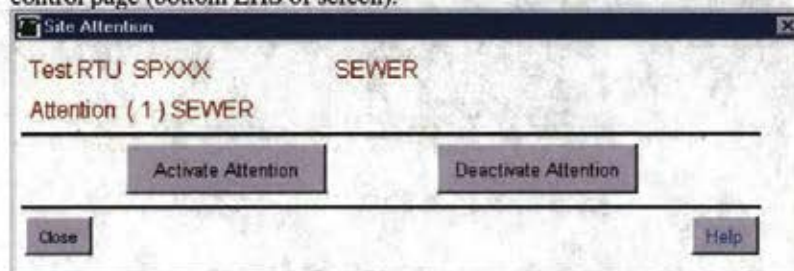 control page (bottom LHS of screen).
Site Attention
Test RTU SPXXX SEWER
Attention ( 1 ) SEWER
Activate Attention Deactivate Attention
Close Help